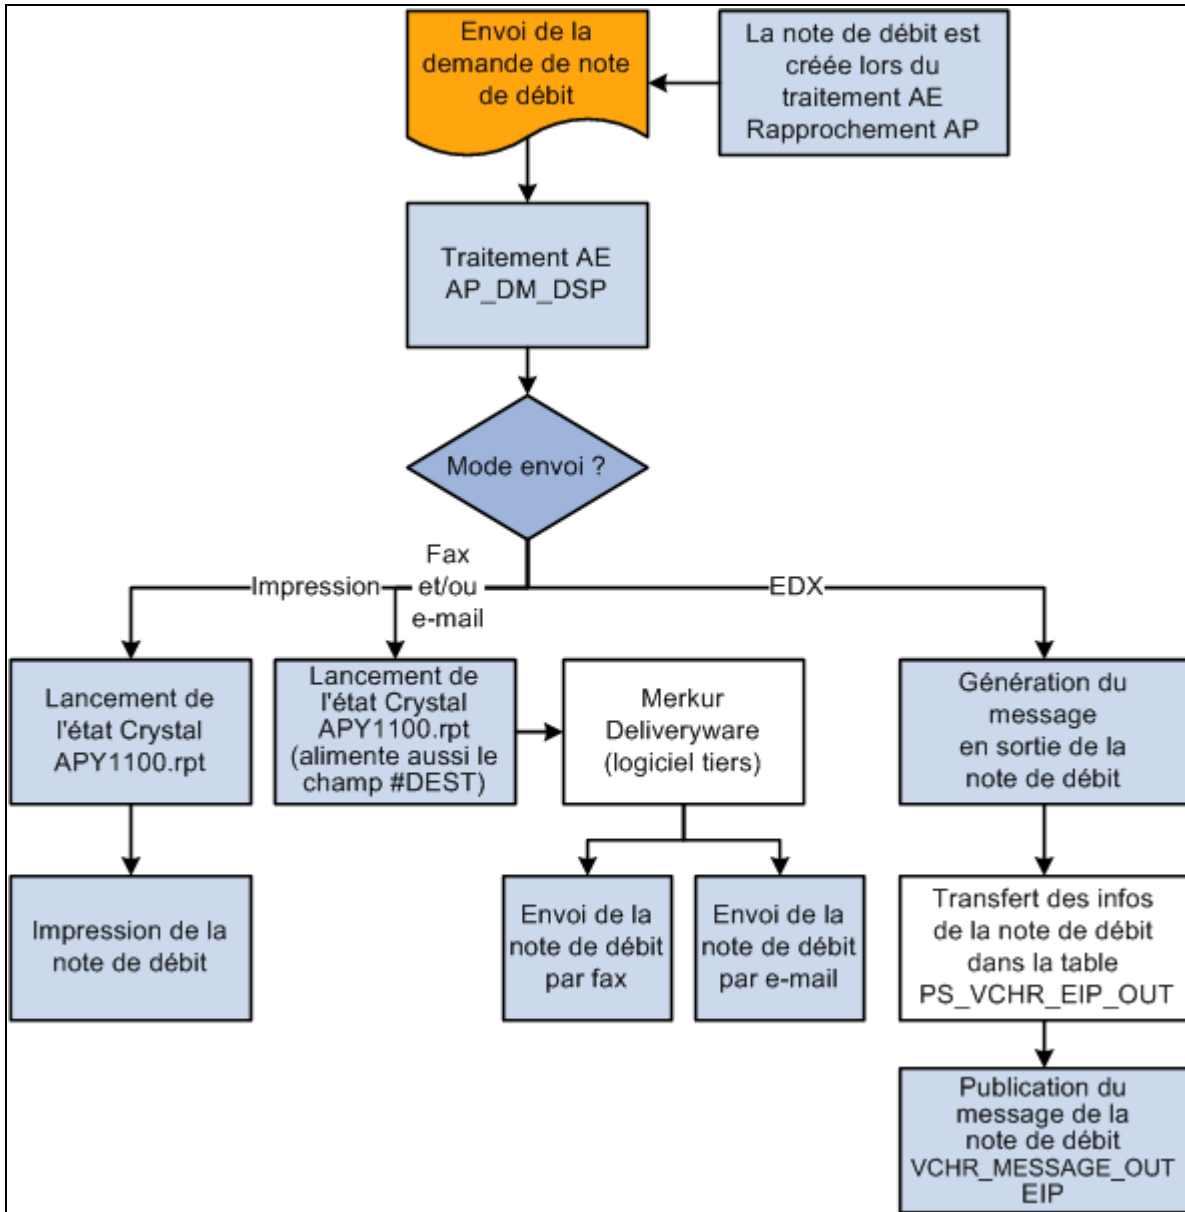 Envoi de la
demande de note
de débit
La note de débit est
créée lors du
traitement AE
Rapprochement AP
Traitement AE
AP_DM_DSP
Mode envoi ?
Impression
Fax
et/ou
e-mail
EDX
Lancement de
l'état Crystal
APY1100.rpt
Lancement de
l'état Crystal
APY1100.rpt
(alimente aussi le
champ #DEST)
Merkur
Deliveryware
(logiciel tiers)
Génération du
message
en sortie de la
note de débit
Impression de la
note de débit
Envoi de la
note de débit
par fax
Envoi de la
note de débit
par e-mail
Transfert des infos
de la note de débit
dans la table
PS_VCHR_EIP_OUT
Publication du
message de la
note de débit
VCHR_MESSAGE_OUT
EIP